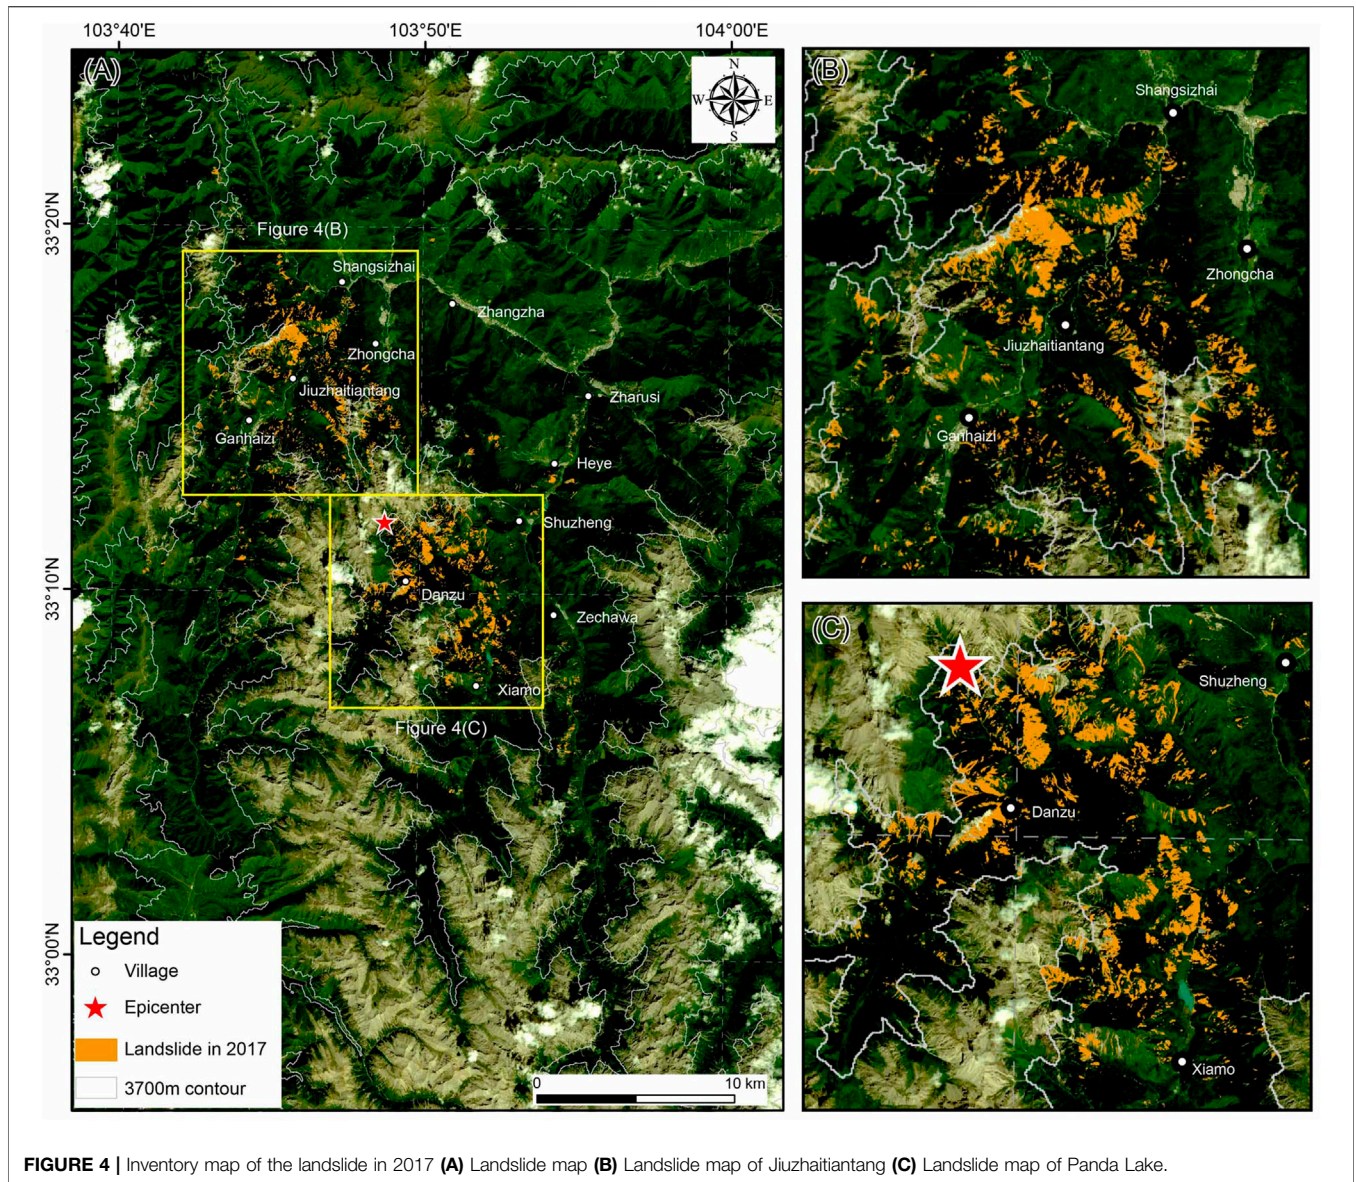 103°40'E
103°50'E
104°00'E
33°20'N
33°10'N
33°00'N
(A)
N
W
E
S
Figure 4(B)
Shangsizhai
Zhangzha
Zhongcha
Jiuzhaitiantang
Zharusi
Ganhaizi
Heye
Shuzheng
Danzu
Zechawa
Xiamo
Figure 4(C)
Legend
Village
Epicenter
Landslide in 2017
3700m contour
0
10 km
(B)
Shangsizhai
Zhongcha
Jiuzhaitiantang
Ganhaizi
(C)
Shuzheng
Danzu
Xiamo
FIGURE 4 | Inventory map of the landslide in 2017 (A) Landslide map (B) Landslide map of Jiuzhaitiantang (C) Landslide map of Panda Lake.